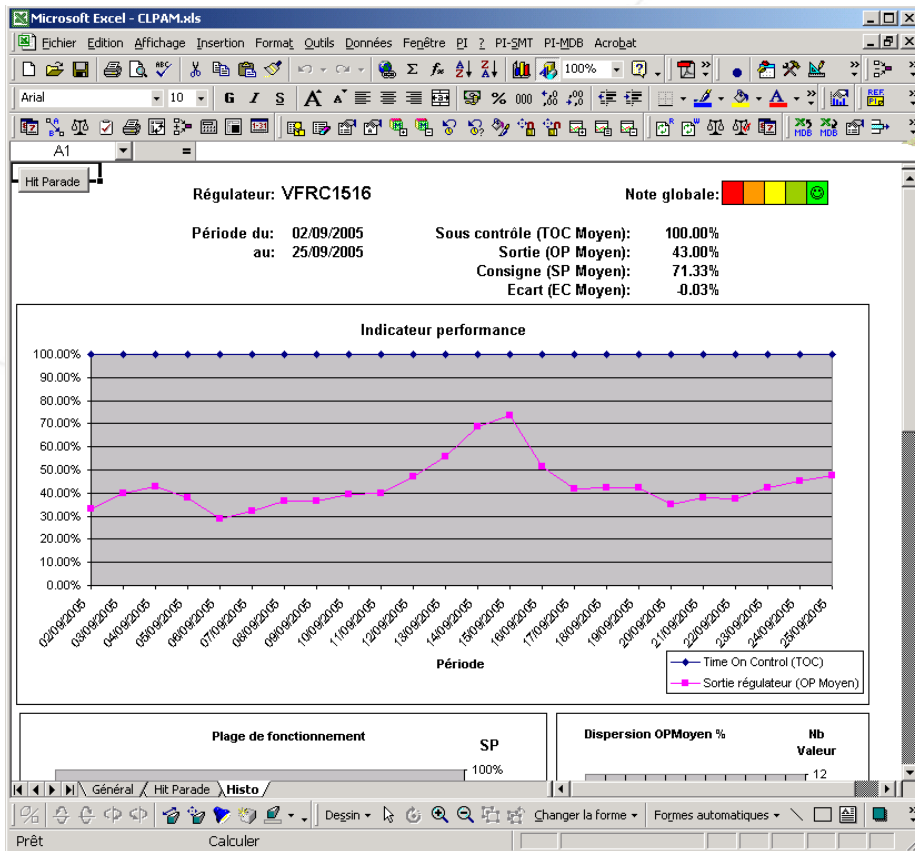 Microsoft Excel - CLPAM.xls
Fichier Edition Affichage Insertion Format Outils Données Fenêtre PI ? PI-SMT PI-MDB Acrobat
100%
Arial 10 G I S A A % 000
REF PID
MDB MDB
A1 =
Hit Parade
Régulateur: VFRC1516 Note globale:
Période du: 02/09/2005 Sous contrôle (TOC Moyen): 100.00%
au: 25/09/2005 Sortie (OP Moyen): 43.00%
Consigne (SP Moyen): 71.33%
Ecart (EC Moyen): -0.03%
Indicateur performance
100.00%
90.00%
80.00%
70.00%
60.00%
50.00%
40.00%
30.00%
20.00%
10.00%
0.00%
02/09/2005 03/09/2005 04/09/2005 05/09/2005 06/09/2005 07/09/2005 08/09/2005 09/09/2005 10/09/2005 11/09/2005 12/09/2005 13/09/2005 14/09/2005 15/09/2005 16/09/2005 17/09/2005 18/09/2005 19/09/2005 20/09/2005 21/09/2005 22/09/2005 23/09/2005 24/09/2005 25/09/2005
Période
Time On Control (TOC)
Sortie régulateur (OP Moyen)
Plage de fonctionnement SP
100%
Dispersion OPMoyen % Nb
Valeur
12
Général Hit Parade Histo
Dessin Changer la forme Formes automatiques
Prêt Calculer